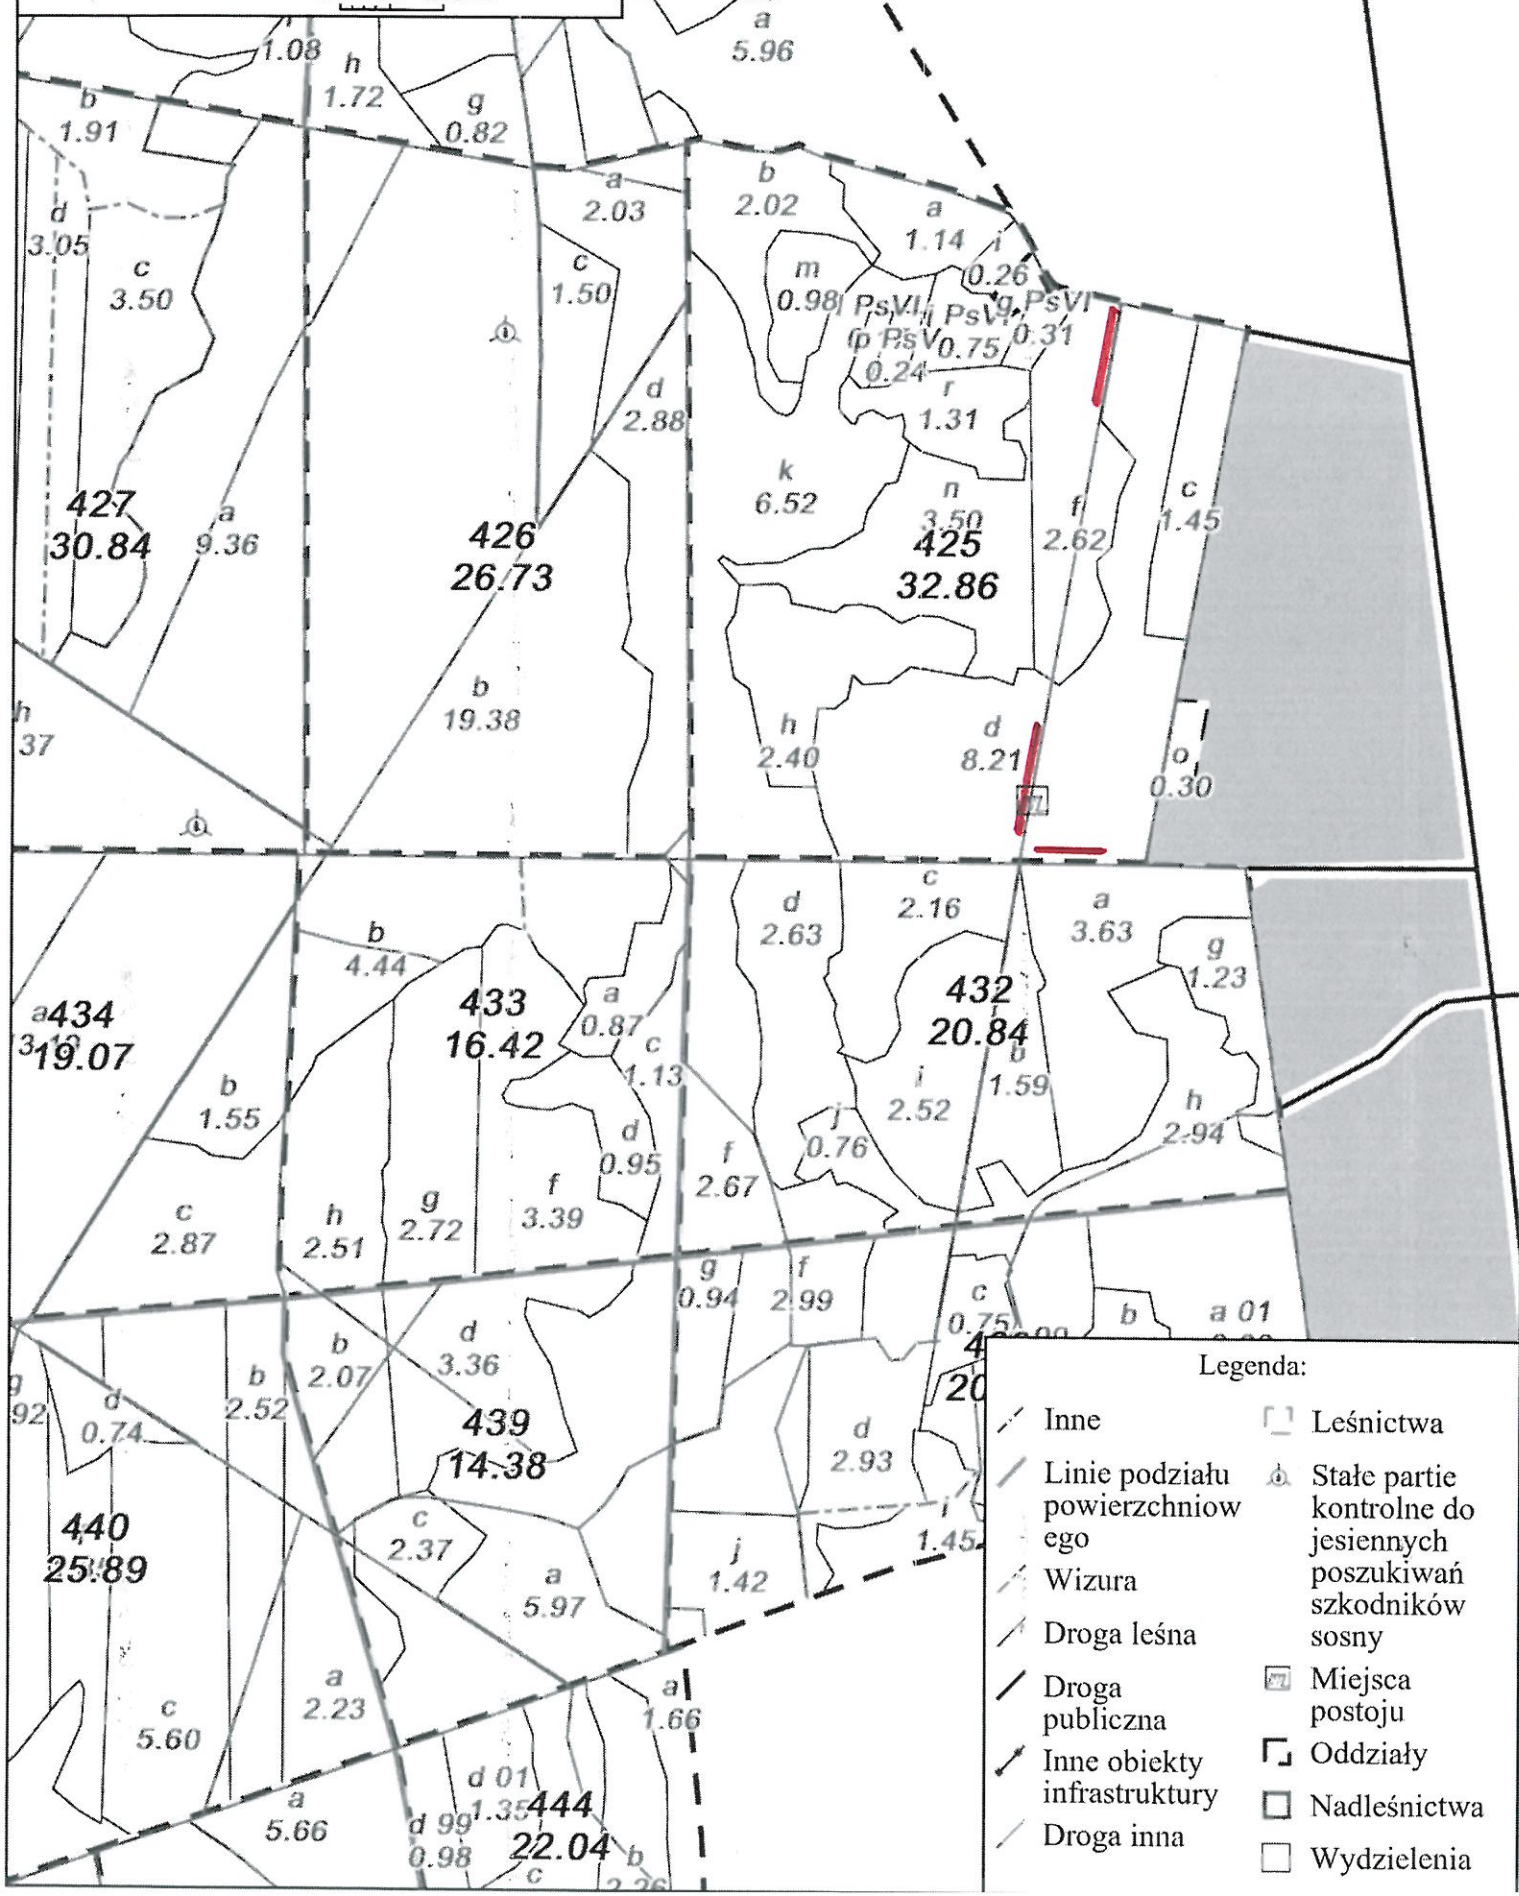 a
5.96
1.08
h
1.72
g
0.82
b
1.91
a
2.03
b
2.02
a
1.14
i
0.26
d
3.05
c
3.50
c
1.50
m
0.98
PsVI
j PsV
g PsVI
0.31
p PsV
0.75
0.24
r
1.31
d
2.88
k
6.52
n
3.50
425
32.86
f
2.62
c
1.45
427
30.84
a
9.36
426
26.73
b
19.38
h
37
h
2.40
d
8.21
o
0.30
d
2.63
c
2.16
a
3.63
g
1.23
b
4.44
433
16.42
a
0.87
c
1.13
432
20.84
b
1.59
a
434
19.07
b
1.55
i
2.52
j
0.76
h
2.94
d
0.95
f
2.67
c
2.87
h
2.51
g
2.72
f
3.39
g
0.94
f
2.99
c
0.75
b
a 01
20
b
2.07
d
3.36
g
92
d
0.74
b
2.52
439
14.38
d
2.93
440
25.89
c
2.37
a
5.97
j
1.42
i
1.45
c
5.60
a
2.23
a
1.66
a
5.66
d 01
1.35
444
22.04
d 99
0.98
c
b
2.26
Legenda:
Inne
Linie podziału
powierzchniow
ego
Wizura
Droga leśna
Droga
publiczna
Inne obiekty
infrastruktury
Droga inna
Leśnictwa
Stałe partie
kontrolne do
jesiennych
poszukiwań
szkodników
sosny
Miejsca
postoju
Oddziały
Nadleśnictwa
Wydzielenia